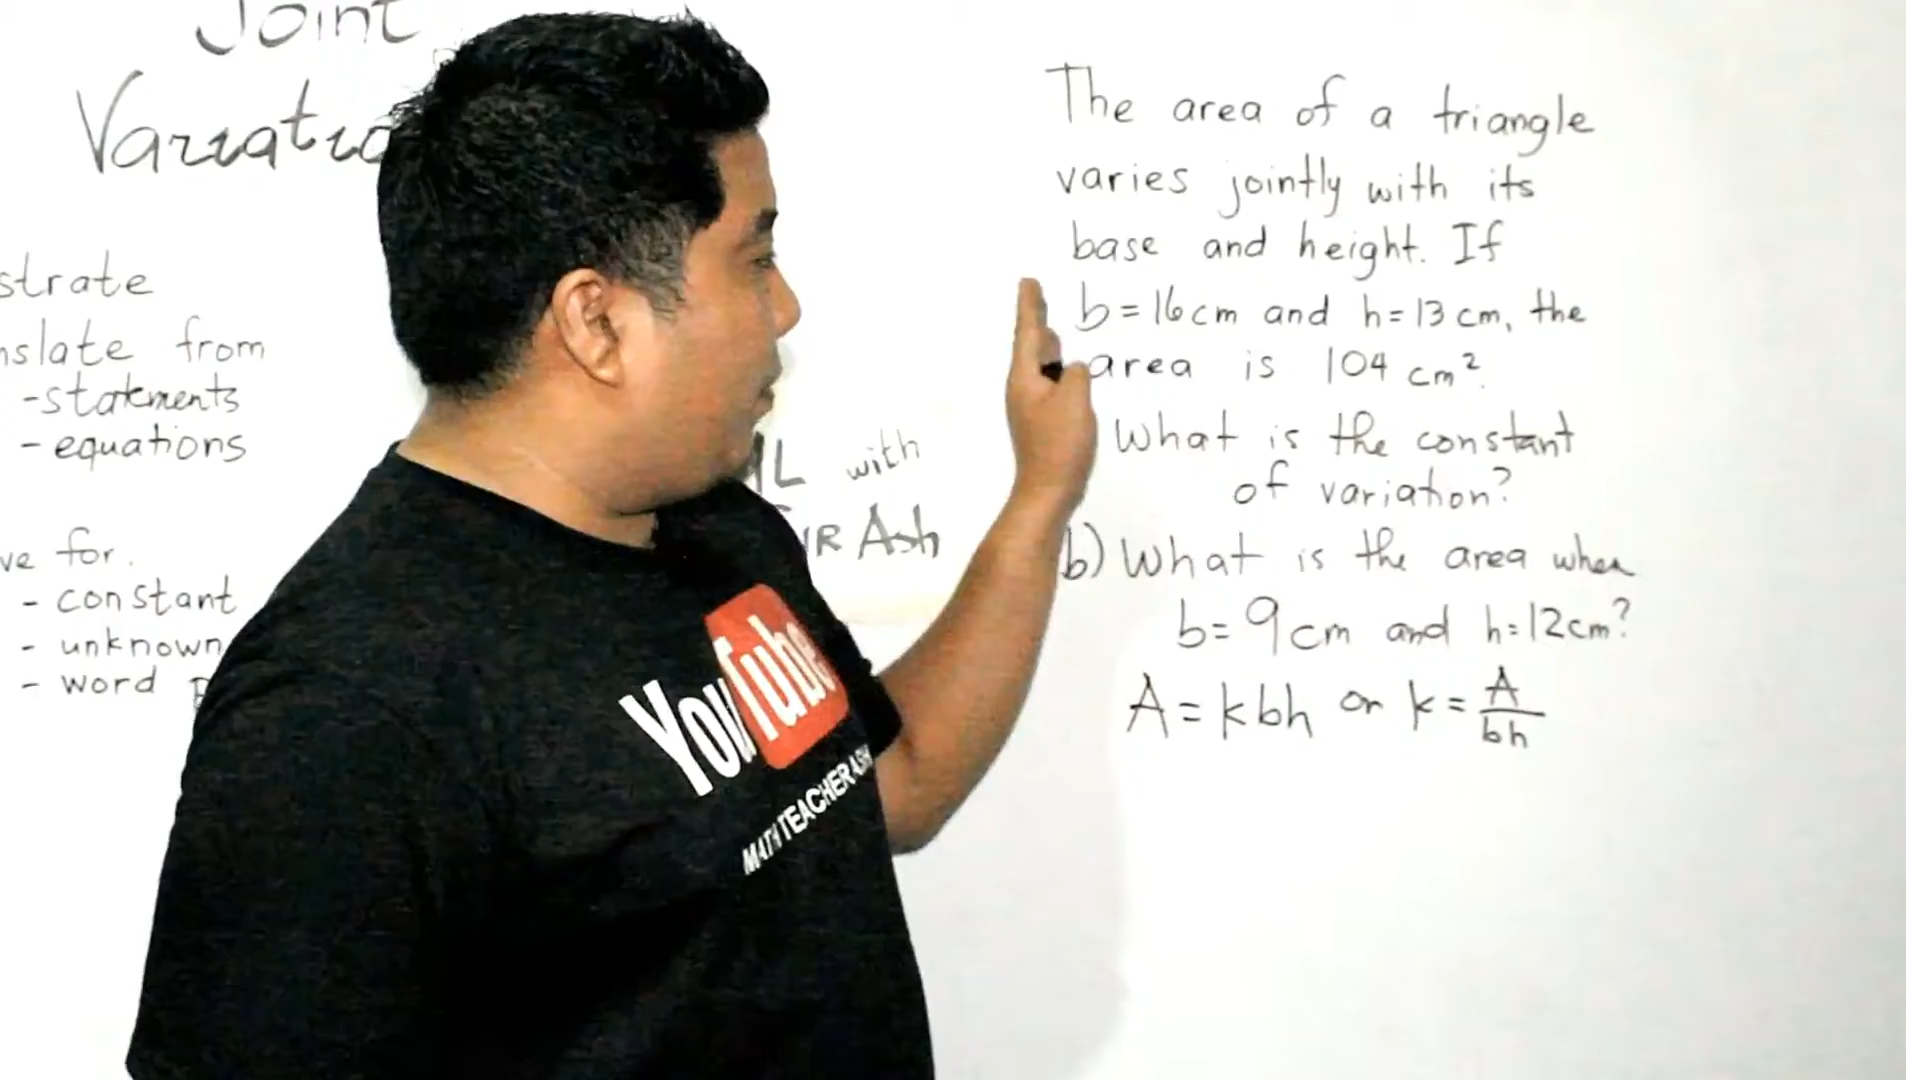 Joint
Variatio
strate
nslate from
-statements
- equations
ve for.
- constant
- unknown
- word
L with
IR Ash
YouTube
MATH TEACHER ASH
The area of a triangle
varies jointly with its
base and height. If
b=16cm and h=13cm, the
area is 104 cm².
What is the constant
of variation?
b) What is the area when
b=9cm and h=12cm?
A=kbh or k=A/bh